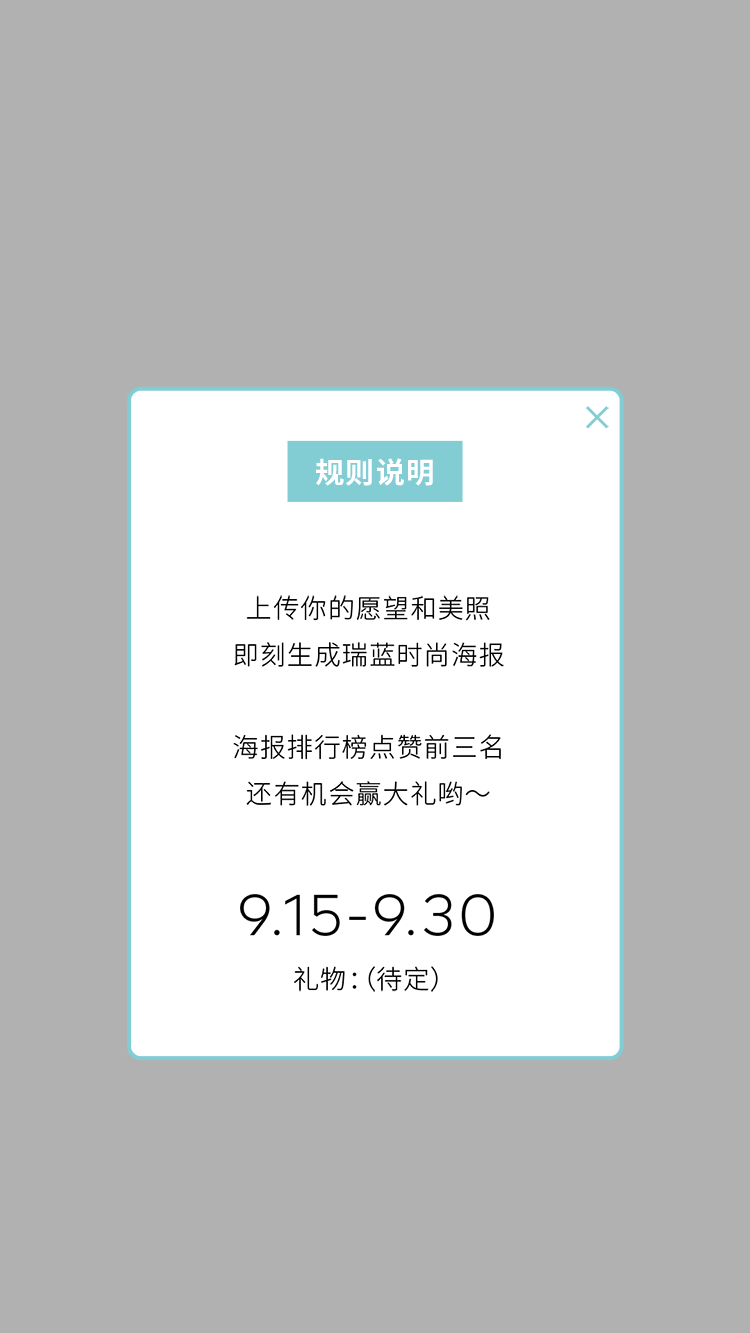 规则说明
上传你的愿望和美照
即刻生成瑞蓝时尚海报
海报排行榜点赞前三名
还有机会赢大礼哟～
9.15-9.30
礼物：（待定）